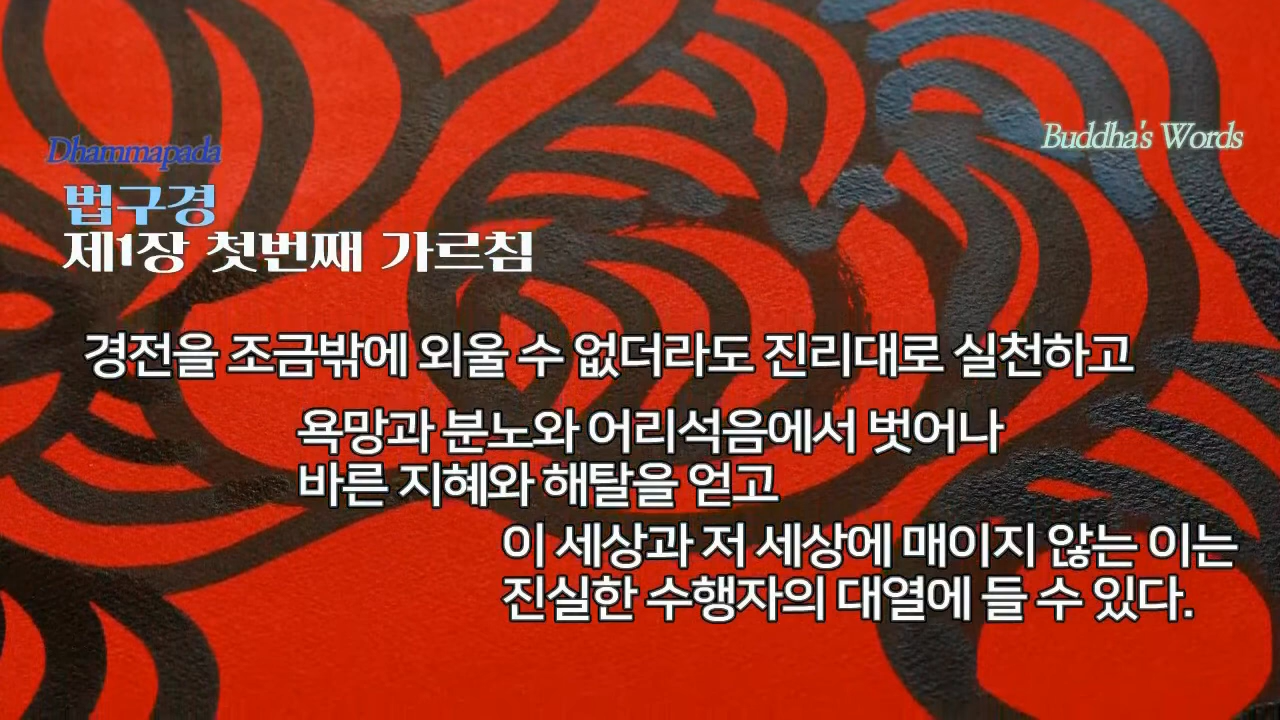 Dhammapada
Buddha's Words
법구경
제1장 첫번째 가르침
경전을 조금밖에 외울 수 없더라도 진리대로 실천하고
욕망과 분노와 어리석음에서 벗어나
바른 지혜와 해탈을 얻고
이 세상과 저 세상에 매이지 않는 이는
진실한 수행자의 대열에 들 수 있다.